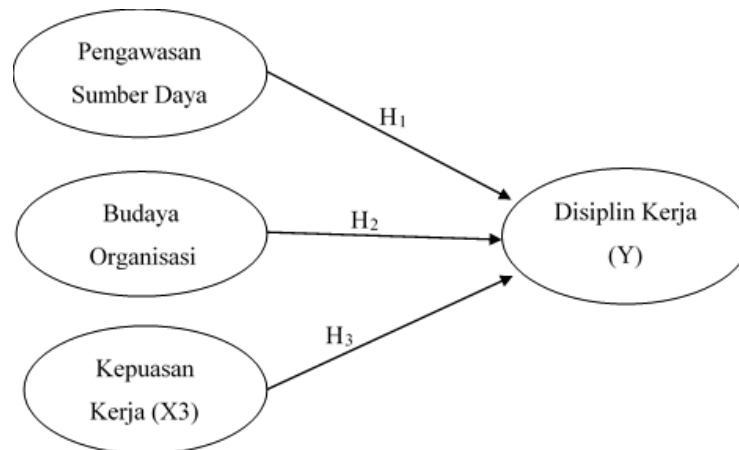 Pengawasan
Sumber Daya
H1
Budaya
Organisasi
H2
Disiplin Kerja
(Y)
H3
Kepuasan
Kerja (X3)